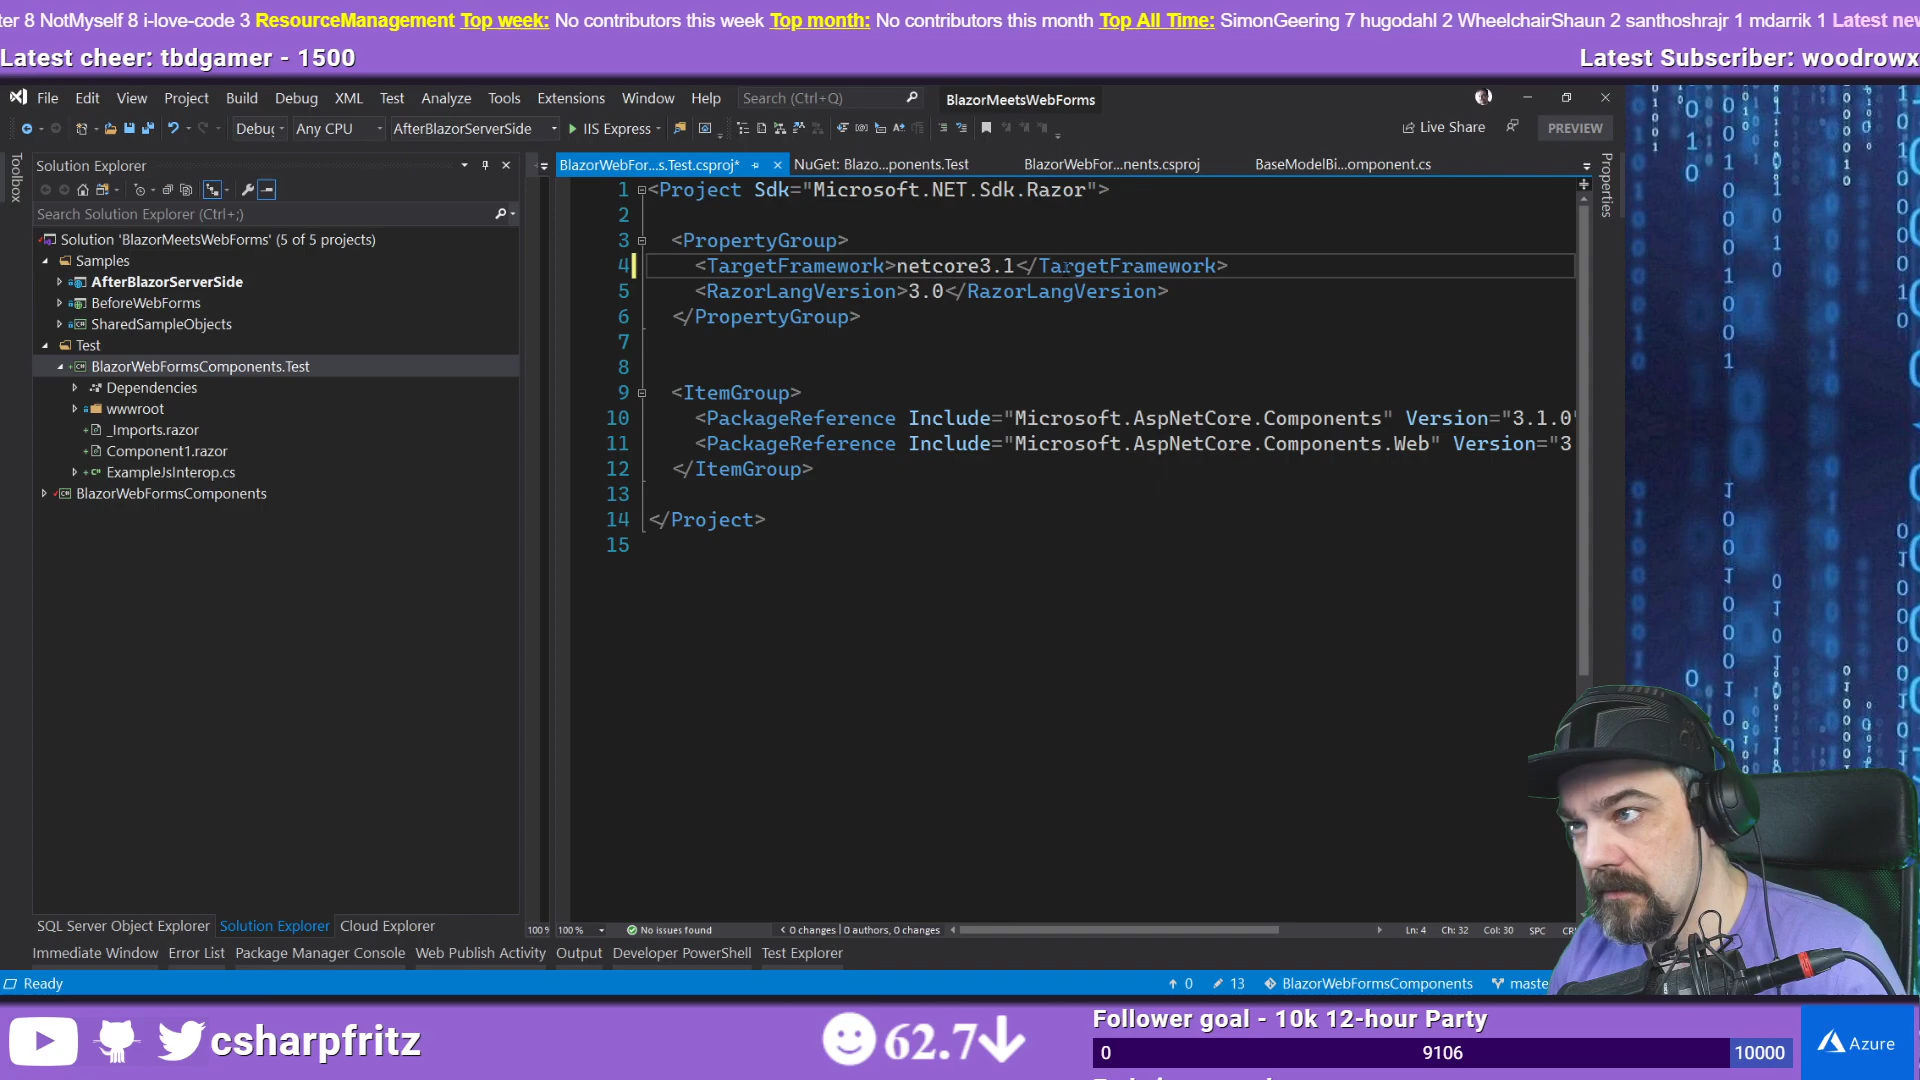 ter 8 NotMyself 8 i-love-code 3 ResourceManagement Top week: No contributors this week Top month: No contributors this month Top All Time: SimonGeering 7 hugodahl 2 WheelchairShaun 2 santhoshrajr 1 mdarrik 1 Latest new
Latest cheer: tbdgamer - 1500
Latest Subscriber: woodrowx
File Edit View Project Build Debug XML Test Analyze Tools Extensions Window Help Search (Ctrl+Q) BlazorMeetsWebForms
Debug Any CPU AfterBlazorServerSide IIS Express Live Share PREVIEW
Toolbox
Solution Explorer
Search Solution Explorer (Ctrl+;)
Solution 'BlazorMeetsWebForms' (5 of 5 projects)
Samples
AfterBlazorServerSide
BeforeWebForms
SharedSampleObjects
Test
BlazorWebFormsComponents.Test
Dependencies
wwwroot
_Imports.razor
Component1.razor
ExampleJsInterop.cs
BlazorWebFormsComponents
BlazorWebFor...s.Test.csproj* NuGet: Blazo...ponents.Test BlazorWebFor...nents.csproj BaseModelBi...omponent.cs
Properties
1 <Project Sdk="Microsoft.NET.Sdk.Razor">
2
3 <PropertyGroup>
4 <TargetFramework>netcore3.1</TargetFramework>
5 <RazorLangVersion>3.0</RazorLangVersion>
6 </PropertyGroup>
7
8
9 <ItemGroup>
10 <PackageReference Include="Microsoft.AspNetCore.Components" Version="3.1.0"
11 <PackageReference Include="Microsoft.AspNetCore.Components.Web" Version="3
12 </ItemGroup>
13
14 </Project>
15
SQL Server Object Explorer Solution Explorer Cloud Explorer
100 % 100 % No issues found 0 changes | 0 authors, 0 changes Ln: 4 Ch: 32 Col: 30 SPC CR
Immediate Window Error List Package Manager Console Web Publish Activity Output Developer PowerShell Test Explorer
Ready 0 13 BlazorWebFormsComponents maste
csharpfritz
62.7
Follower goal - 10k 12-hour Party
0 9106 10000
Azure